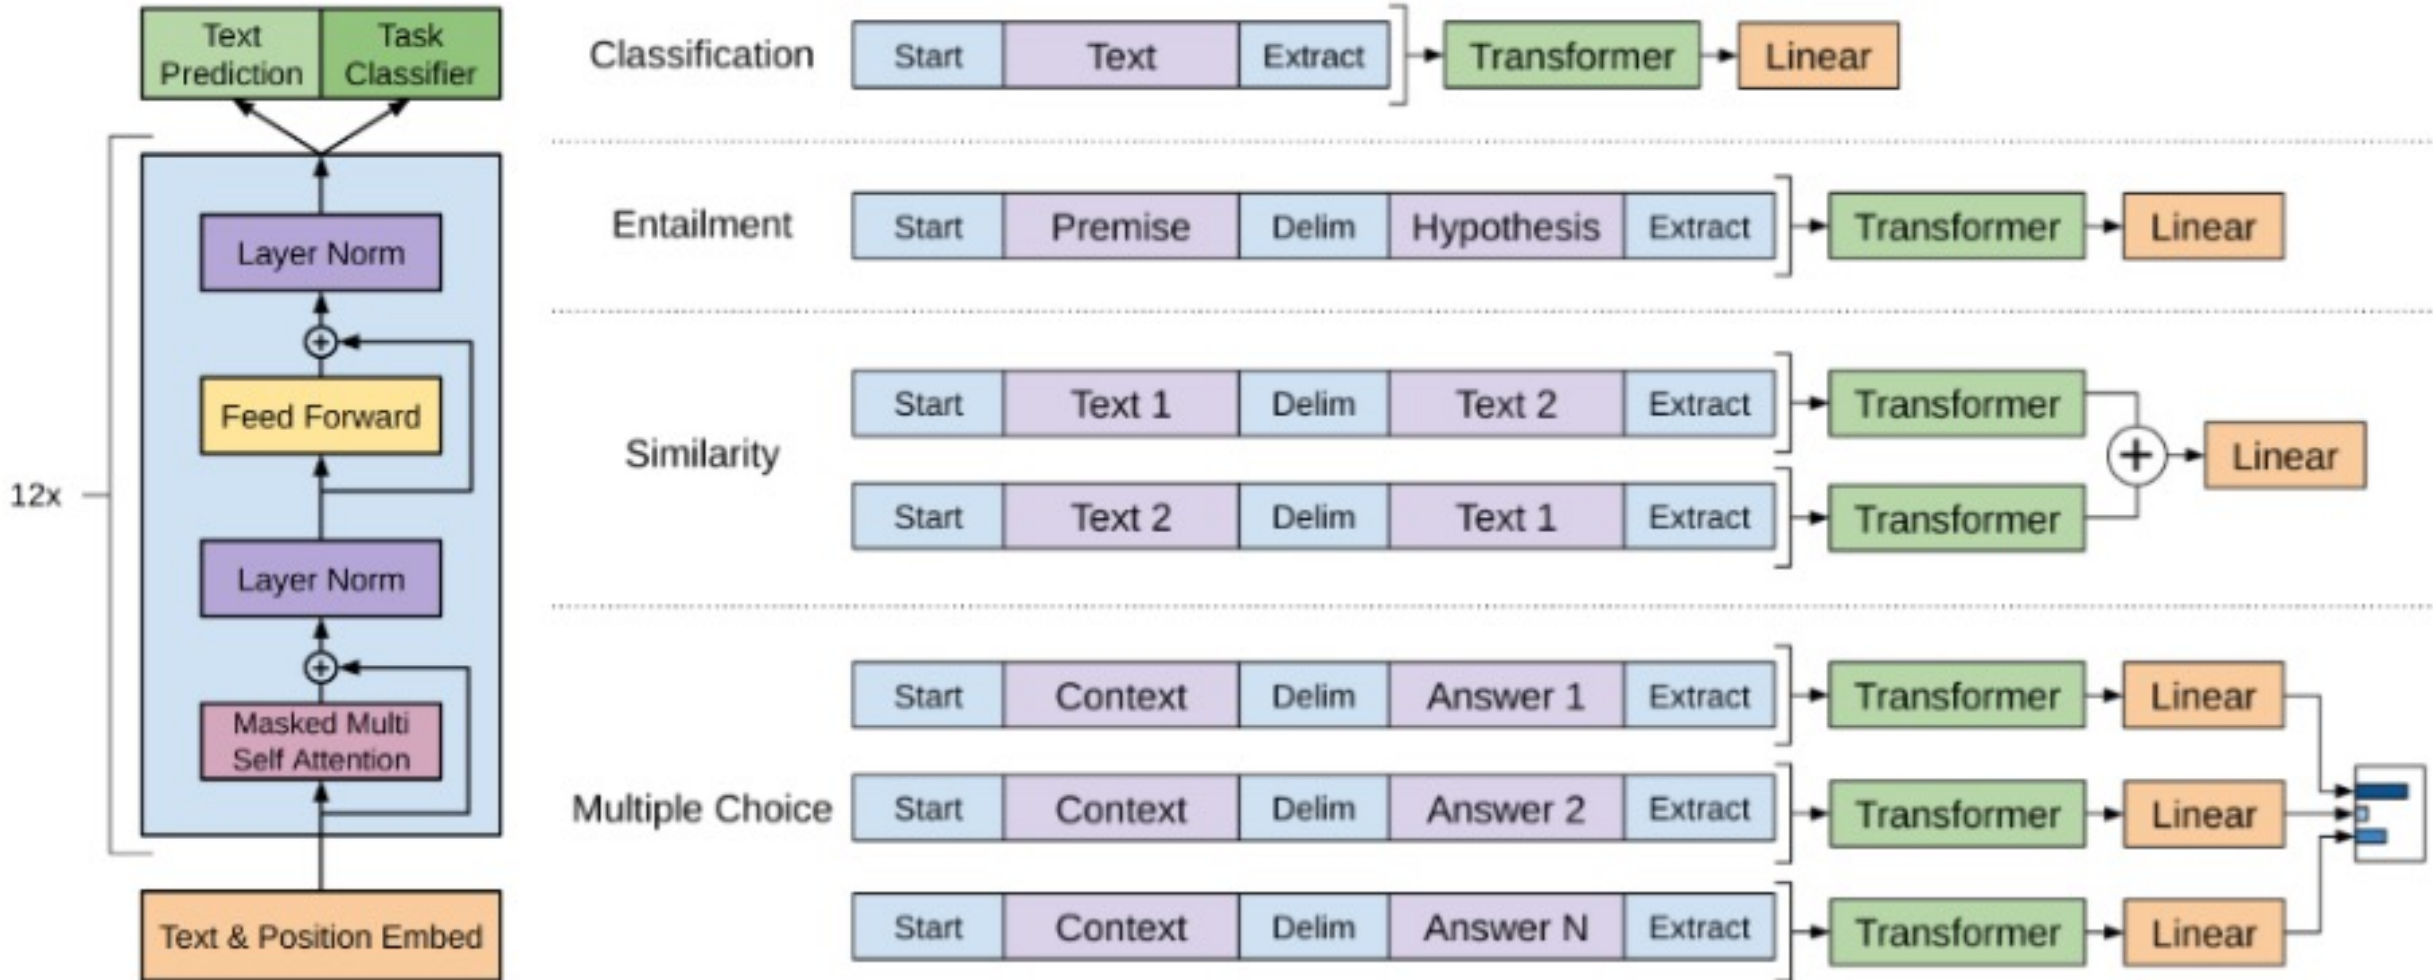 Text
Prediction
Task
Classifier
12x
Layer Norm
Feed Forward
Layer Norm
Masked Multi
Self Attention
Text & Position Embed
Classification
Start Text Extract Transformer Linear
Entailment
Start Premise Delim Hypothesis Extract Transformer Linear
Similarity
Start Text 1 Delim Text 2 Extract Transformer
Start Text 2 Delim Text 1 Extract Transformer
Linear
Multiple Choice
Start Context Delim Answer 1 Extract Transformer Linear
Start Context Delim Answer 2 Extract Transformer Linear
Start Context Delim Answer N Extract Transformer Linear